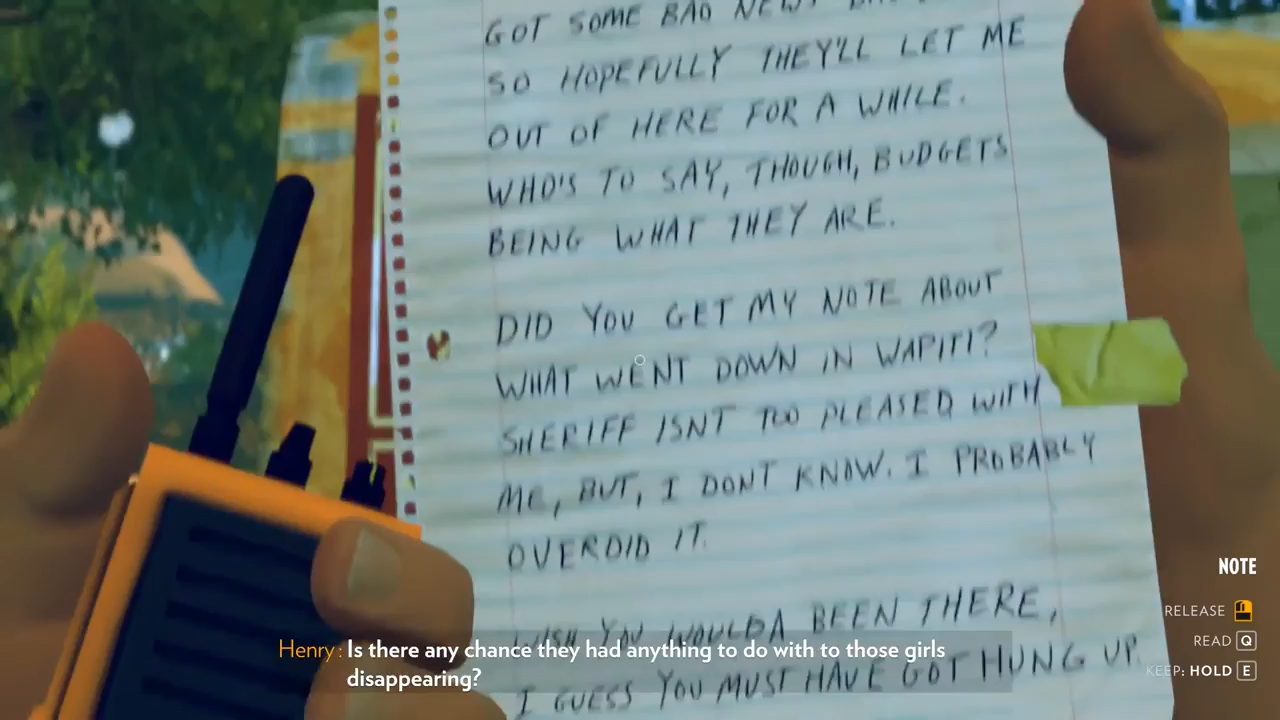 GOT SOME BAD NEWS
SO HOPEFULLY THEY'LL LET ME
OUT OF HERE FOR A WHILE.
WHO'S TO SAY, THOUGH, BUDGETS
BEING WHAT THEY ARE.
DID YOU GET MY NOTE ABOUT
WHAT WENT DOWN IN WAPITI?
SHERIFF ISNT TOO PLEASED WITH
ME, BUT, I DONT KNOW. I PROBABLY
OVERDID IT.
WISH YOU WOULDA BEEN THERE,
I GUESS YOU MUST HAVE GOT HUNG UP.
Henry: Is there any chance they had anything to do with to those girls
disappearing?
NOTE
RELEASE
READ Q
KEEP: HOLD E